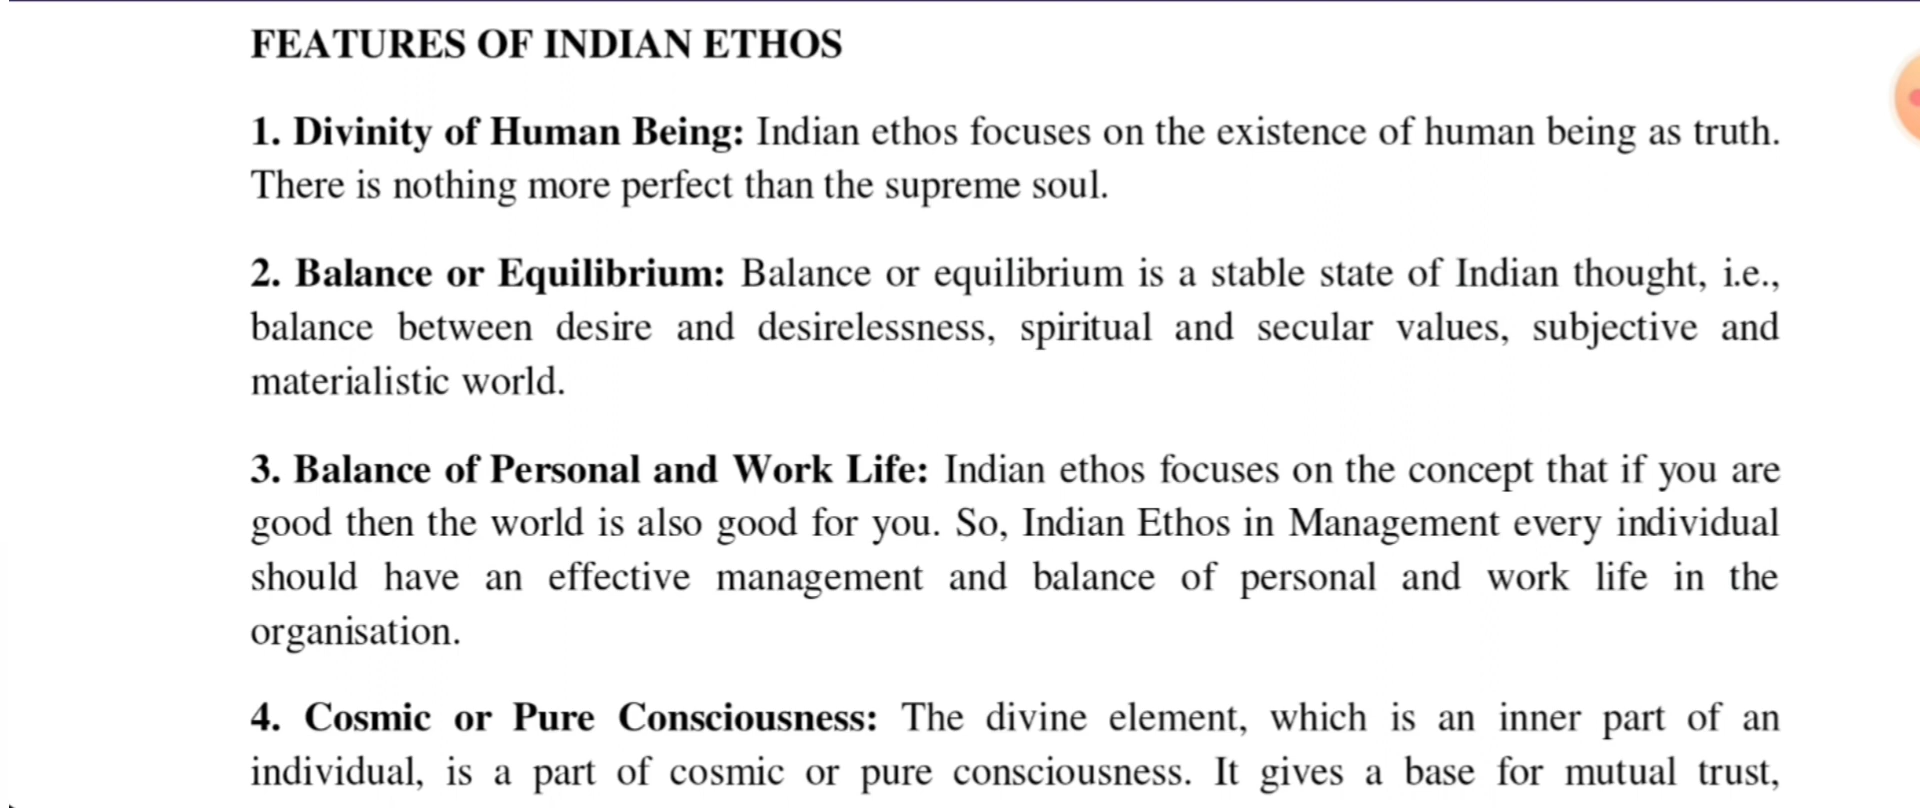 FEATURES OF INDIAN ETHOS
1. Divinity of Human Being: Indian ethos focuses on the existence of human being as truth.
There is nothing more perfect than the supreme soul.
2. Balance or Equilibrium: Balance or equilibrium is a stable state of Indian thought, i.e.,
balance between desire and desirelessness, spiritual and secular values, subjective and
materialistic world.
3. Balance of Personal and Work Life: Indian ethos focuses on the concept that if you are
good then the world is also good for you. So, Indian Ethos in Management every individual
should have an effective management and balance of personal and work life in the
organisation.
4. Cosmic or Pure Consciousness: The divine element, which is an inner part of an
individual, is a part of cosmic or pure consciousness. It gives a base for mutual trust,